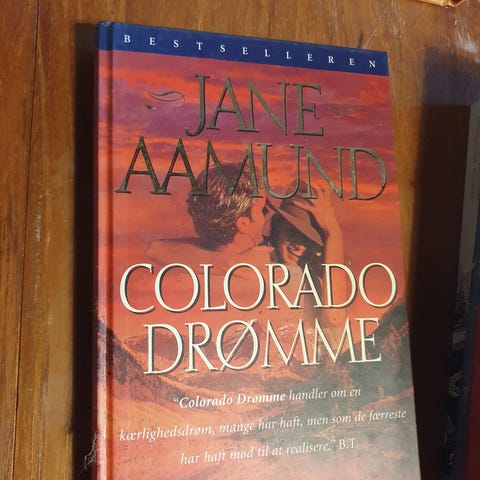 BESTSELLEREN
JANE
AAMUND
COLORADO
DRØMME
"Colorado Drømme handler om en
kærlighedsdrøm, mange har haft, men som de færreste
har haft mod til at realisere." B.T.